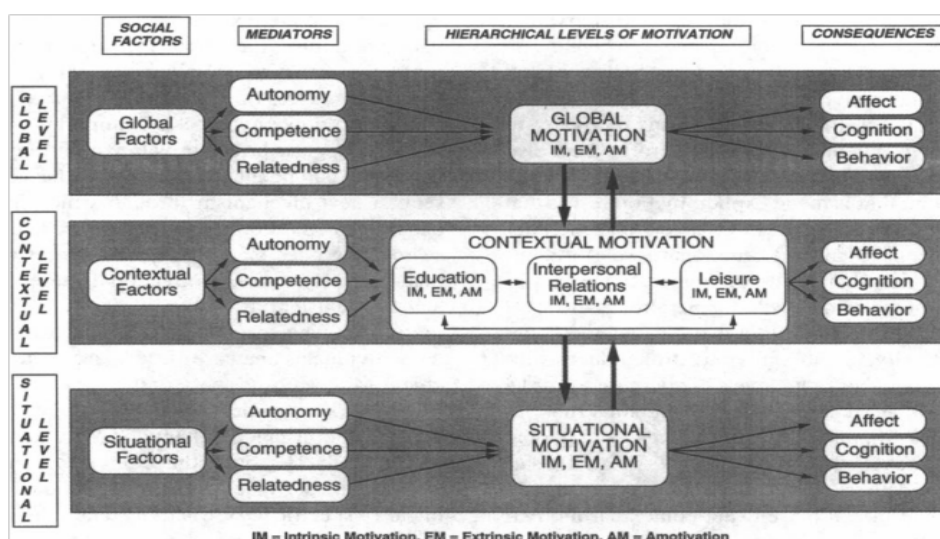 SOCIAL FACTORS
MEDIATORS
HIERARCHICAL LEVELS OF MOTIVATION
CONSEQUENCES
GLOBAL LEVEL
Global
Factors
Autonomy
Competence
Relatedness
GLOBAL
MOTIVATION
IM, EM, AM
Affect
Cognition
Behavior
CONTEXTUAL LEVEL
Contextual
Factors
Autonomy
Competence
Relatedness
CONTEXTUAL MOTIVATION
Education
IM, EM, AM
Interpersonal
Relations
IM, EM, AM
Leisure
IM, EM, AM
Affect
Cognition
Behavior
SITUATIONAL LEVEL
Situational
Factors
Autonomy
Competence
Relatedness
SITUATIONAL
MOTIVATION
IM, EM, AM
Affect
Cognition
Behavior
IM = Intrinsic Motivation, EM = Extrinsic Motivation, AM = Amotivation